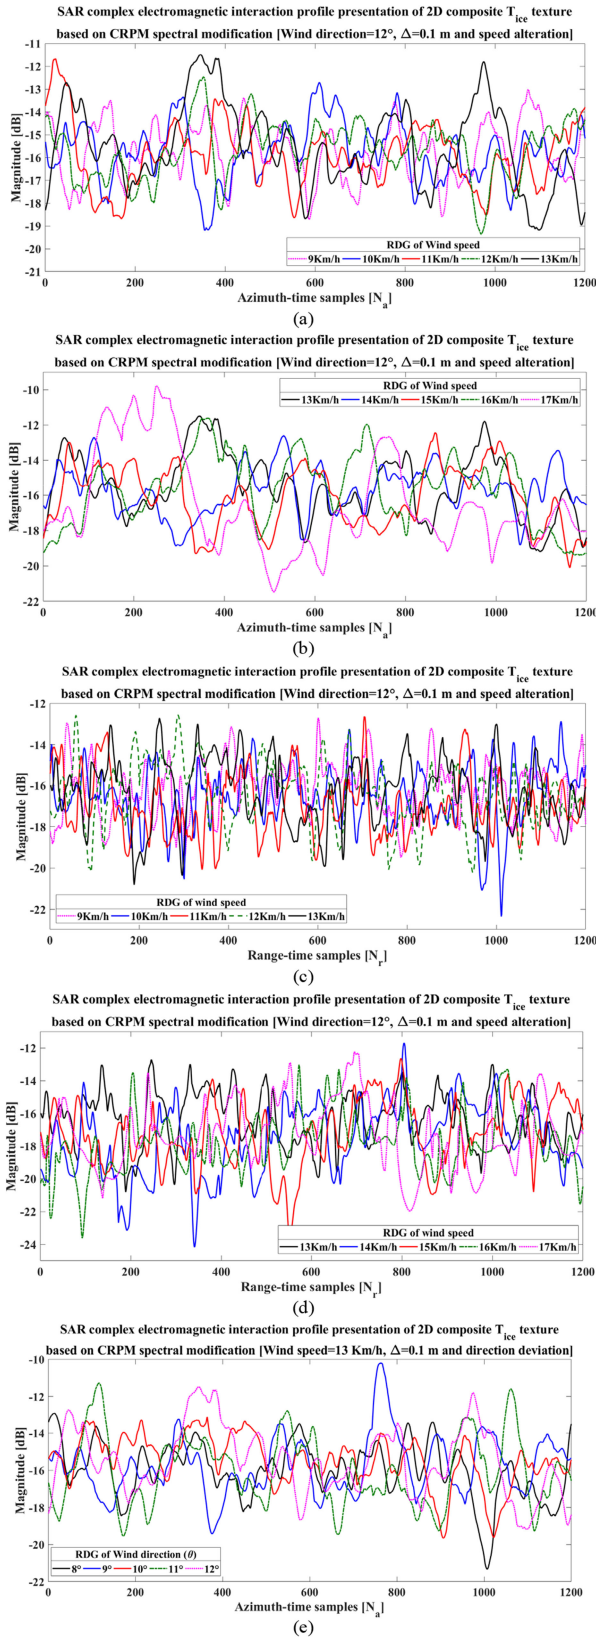 SAR complex electromagnetic interaction profile presentation of 2D composite Tice texture
based on CRPM spectral modification [Wind direction=12°, Δ=0.1 m and speed alteration]
-11
-12
-13
-14
-15
-16
-17
-18
-19
-20
-21
Magnitude [dB]
RDG of Wind speed
9Km/h 10Km/h 11Km/h 12Km/h 13Km/h
0 200 400 600 800 1000 1200
Azimuth-time samples [Na]
(a)
SAR complex electromagnetic interaction profile presentation of 2D composite Tice texture
based on CRPM spectral modification [Wind direction=12°, Δ=0.1 m and speed alteration]
RDG of Wind speed
13Km/h 14Km/h 15Km/h 16Km/h 17Km/h
-10
-12
-14
-16
-18
-20
-22
Magnitude [dB]
0 200 400 600 800 1000 1200
Azimuth-time samples [Na]
(b)
SAR complex electromagnetic interaction profile presentation of 2D composite Tice texture
based on CRPM spectral modification [Wind direction=12°, Δ=0.1 m and speed alteration]
-12
-14
-16
-18
-20
-22
Magnitude [dB]
RDG of wind speed
9Km/h 10Km/h 11Km/h 12Km/h 13Km/h
200 400 600 800 1000 1200
Range-time samples [Nr]
(c)
SAR complex electromagnetic interaction profile presentation of 2D composite Tice texture
based on CRPM spectral modification [Wind direction=12°, Δ=0.1 m and speed alteration]
-12
-14
-16
-18
-20
-22
-24
Magnitude [dB]
RDG of wind speed
13Km/h 14Km/h 15Km/h 16Km/h 17Km/h
0 200 400 600 800 1000 1200
Range-time samples [Nr]
(d)
SAR complex electromagnetic interaction profile presentation of 2D composite Tice texture
based on CRPM spectral modification [Wind speed=13 Km/h, Δ=0.1 m and direction deviation]
-10
-12
-14
-16
-18
-20
-22
Magnitude [dB]
RDG of Wind direction (θ)
8° 9° 10° 11° 12°
0 200 400 600 800 1000 1200
Azimuth-time samples [Na]
(e)